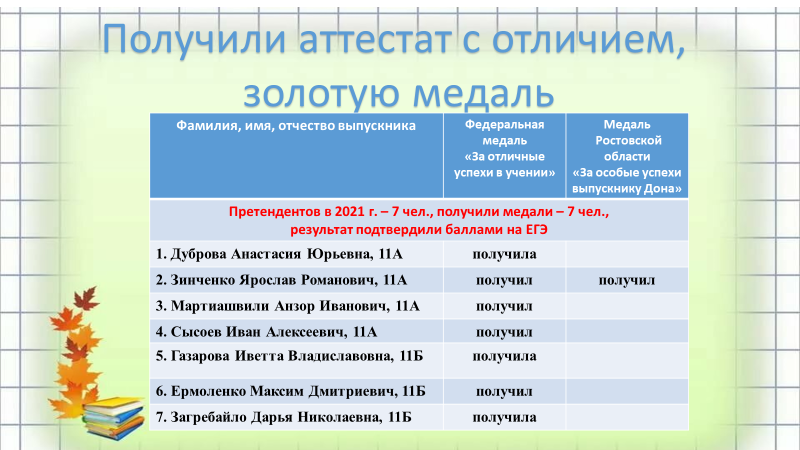 Получили аттестат с отличием,
золотую медаль
Фамилия, имя, отчество выпускника
Федеральная
медаль
«За отличные
успехи в учении»
Медаль
Ростовской
области
«За особые успехи
выпускнику Дона»
Претендентов в 2021 г. – 7 чел., получили медали – 7 чел.,
результат подтвердили баллами на ЕГЭ
1. Дуброва Анастасия Юрьевна, 11А получила
2. Зинченко Ярослав Романович, 11А получил получил
3. Мартиашвили Анзор Иванович, 11А получил
4. Сысоев Иван Алексеевич, 11А получил
5. Газарова Иветта Владиславовна, 11Б получила
6. Ермоленко Максим Дмитриевич, 11Б получил
7. Загребайло Дарья Николаевна, 11Б получила